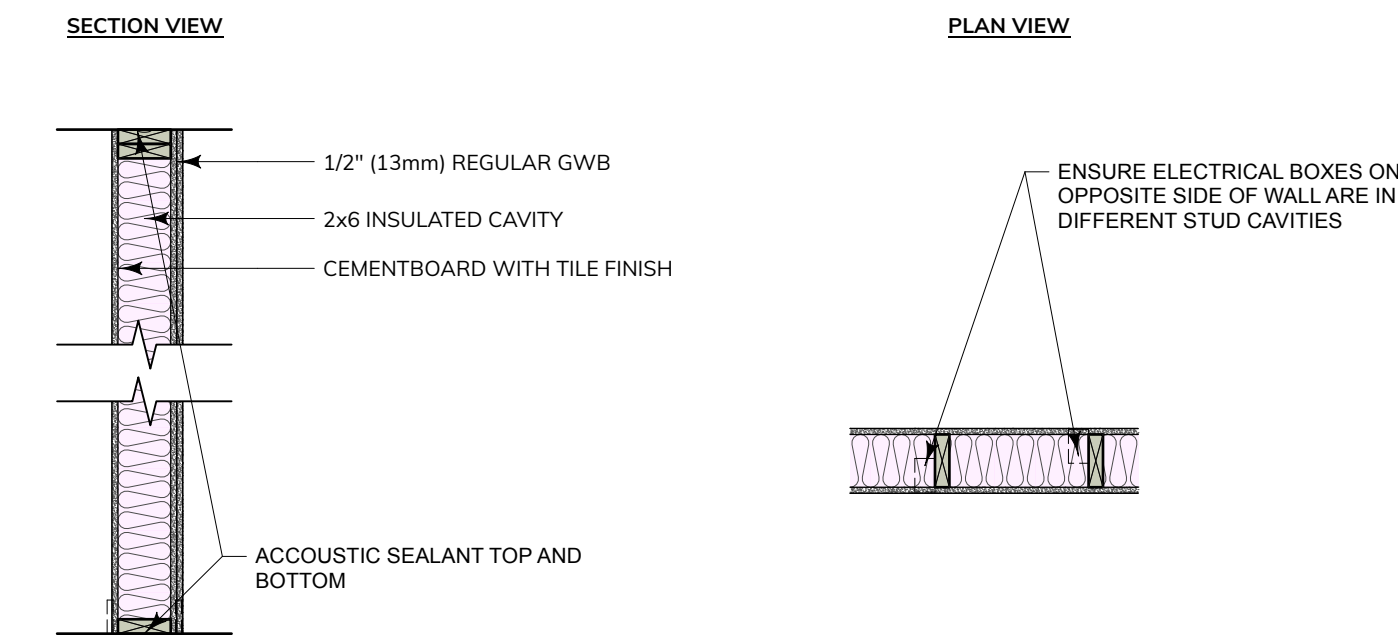 SECTION VIEW
1/2" (13mm) REGULAR GWB
2x6 INSULATED CAVITY
CEMENTBOARD WITH TILE FINISH
ACCOUSTIC SEALANT TOP AND
BOTTOM
PLAN VIEW
ENSURE ELECTRICAL BOXES ON
OPPOSITE SIDE OF WALL ARE IN
DIFFERENT STUD CAVITIES